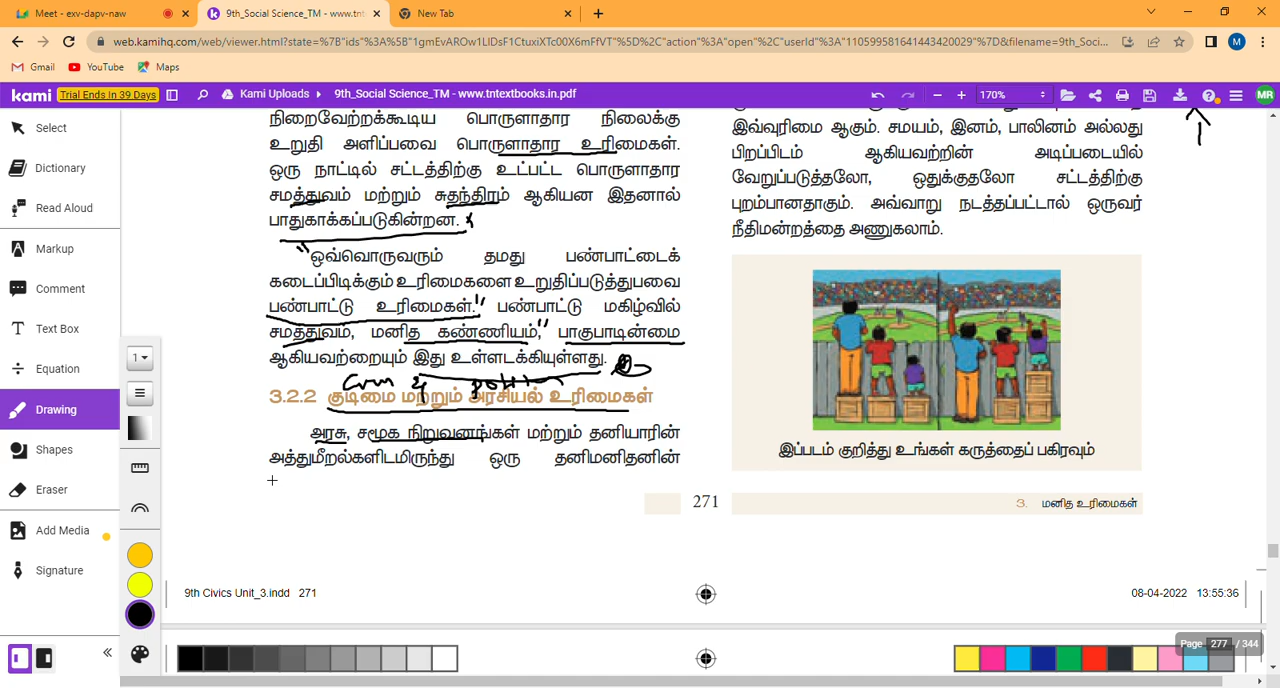 Meet - exv-dapv-naw
9th_Social Science_TM - www.tnt
New Tab
web.kamihq.com/web/viewer.html?state=%7B"ids"%3A%5B"1gmEvAROw1LIDsF1CtuxiXTc00X6mFfVT"%5D%2C"action"%3A"open"%2C"userId"%3A"110599581641443420029"%7D&filename=9th_Soci...
Gmail
YouTube
Maps
kami
Trial Ends In 39 Days
Kami Uploads
9th_Social Science_TM - www.tntextbooks.in.pdf
170%
MR
Select
Dictionary
Read Aloud
Markup
Comment
Text Box
Equation
Drawing
Shapes
Eraser
Add Media
Signature
1
நிறைவேற்றக்கூடிய பொருளாதார நிலைக்கு
உறுதி அளிப்பவை பொருளாதார உரிமைகள்.
ஒரு நாட்டில் சட்டத்திற்கு உட்பட்ட பொருளாதார
சமத்துவம் மற்றும் சுதந்திரம் ஆகியன இதனால்
பாதுகாக்கப்படுகின்றன.
ஒவ்வொருவரும் தமது பண்பாட்டைக்
கடைப்பிடிக்கும் உரிமைகளை உறுதிப்படுத்துபவை
பண்பாட்டு உரிமைகள். பண்பாட்டு மகிழ்வில்
சமத்துவம், மனித கண்ணியம், பாகுபாடின்மை
ஆகியவற்றையும் இது உள்ளடக்கியுள்ளது.
3.2.2 குடிமை மற்றும் அரசியல் உரிமைகள்
அரசு, சமூக நிறுவனங்கள் மற்றும் தனியாரின்
அத்துமீறல்களிடமிருந்து ஒரு தனிமனிதனின்
இவ்வுரிமை ஆகும். சமயம், இனம், பாலினம் அல்லது
பிறப்பிடம் ஆகியவற்றின் அடிப்படையில்
வேறுபடுத்தலோ, ஒதுக்குதலோ சட்டத்திற்கு
புறம்பானதாகும். அவ்வாறு நடத்தப்பட்டால் ஒருவர்
நீதிமன்றத்தை அணுகலாம்.
இப்படம் குறித்து உங்கள் கருத்தைப் பகிரவும்
271
3. மனித உரிமைகள்
9th Civics Unit_3.indd 271
08-04-2022 13:55:36
Page 277 / 344